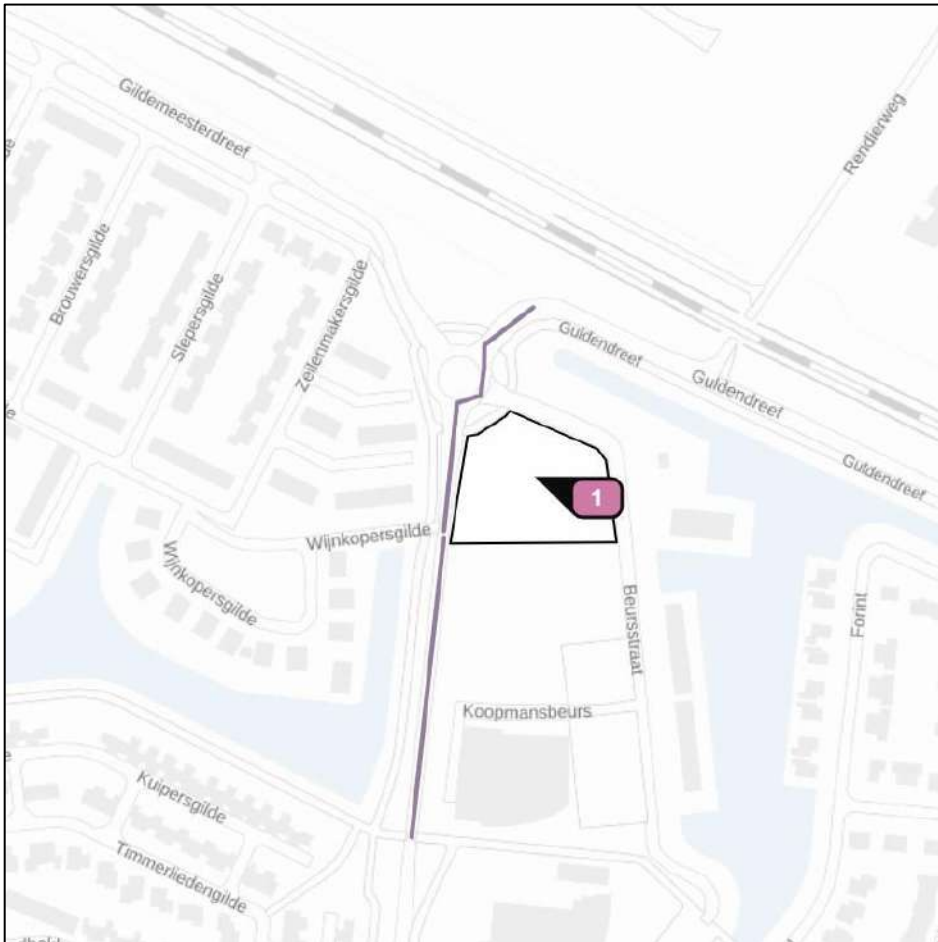 Gildemeesterdreef
Rendierweg
Brouwersgilde
Slepersgilde
Zeilenmakersgilde
Guldendreef
Guldendreef
Guldendreef
1
Wijnkopersgilde
Wijnkopersgilde
Beursstraat
Forint
Koopmansbeurs
Kuipersgilde
Timmerliedengilde